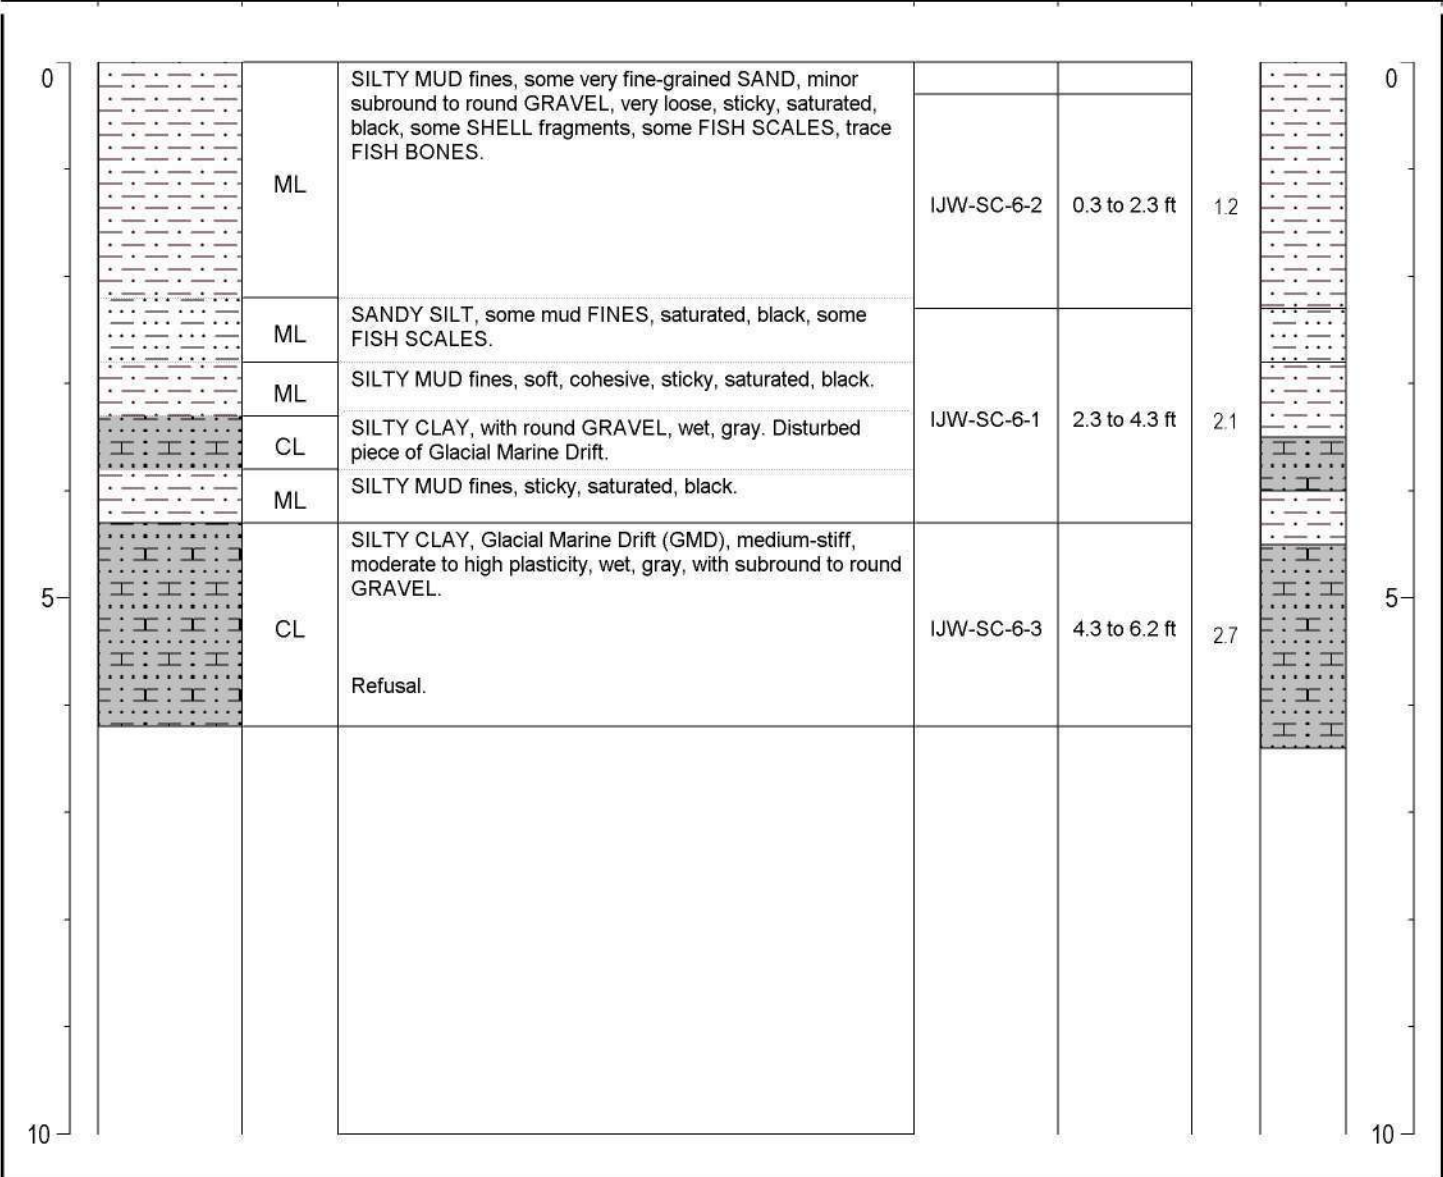 0
ML
SILTY MUD fines, some very fine-grained SAND, minor
subround to round GRAVEL, very loose, sticky, saturated,
black, some SHELL fragments, some FISH SCALES, trace
FISH BONES.
IJW-SC-6-2
0.3 to 2.3 ft
1.2
0
ML
SANDY SILT, some mud FINES, saturated, black, some
FISH SCALES.
ML
SILTY MUD fines, soft, cohesive, sticky, saturated, black.
IJW-SC-6-1
2.3 to 4.3 ft
2.1
CL
SILTY CLAY, with round GRAVEL, wet, gray. Disturbed
piece of Glacial Marine Drift.
ML
SILTY MUD fines, sticky, saturated, black.
5
CL
SILTY CLAY, Glacial Marine Drift (GMD), medium-stiff,
moderate to high plasticity, wet, gray, with subround to round
GRAVEL.
Refusal.
IJW-SC-6-3
4.3 to 6.2 ft
2.7
5
10
10